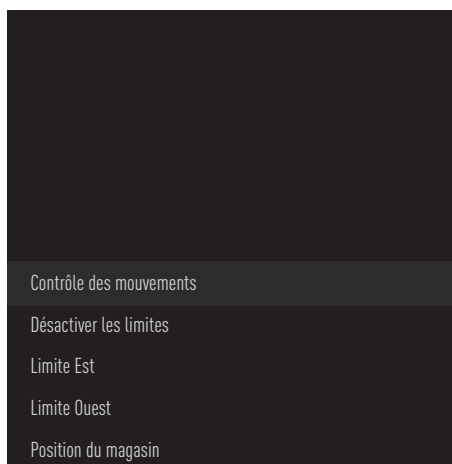 Contrôle des mouvements
Désactiver les limites
Limite Est
Limite Ouest
Position du magasin